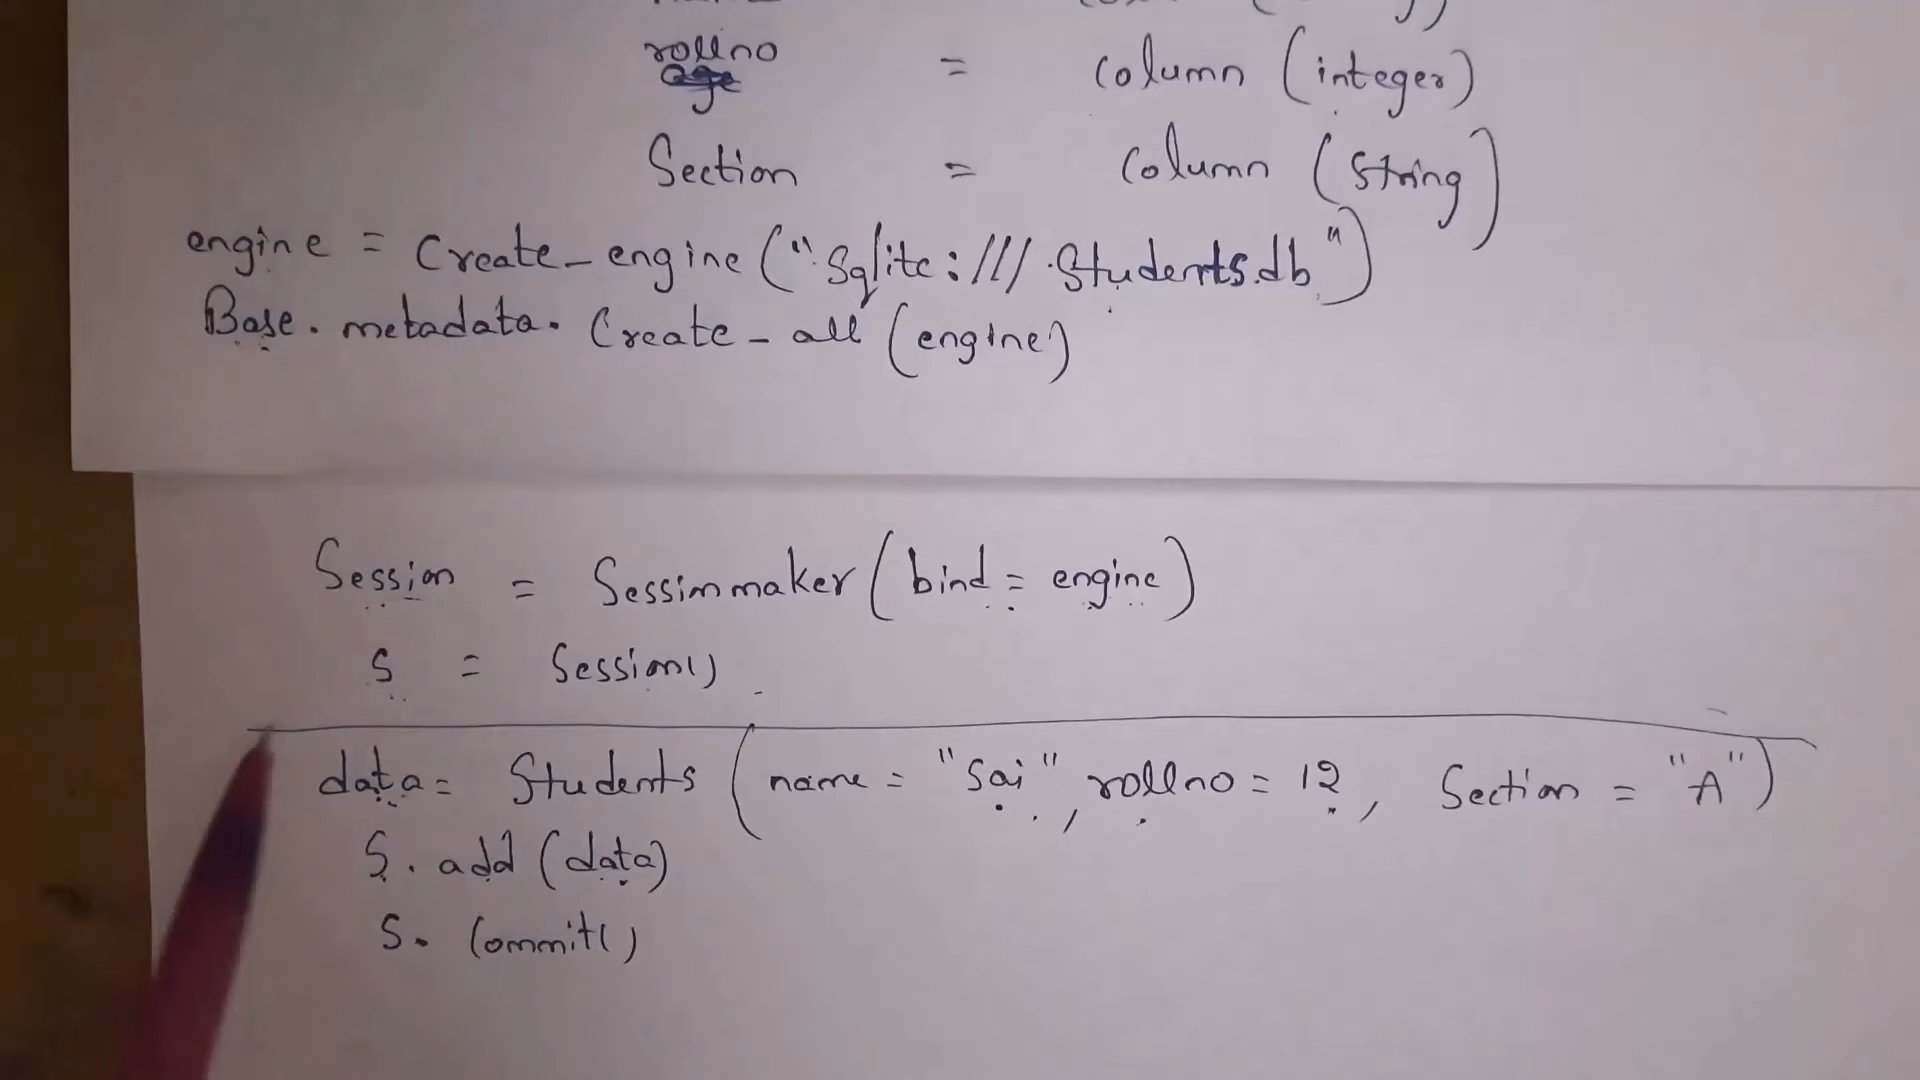 rollno = column (integer)
Section = column (String)
engine = Create_engine ("Sqlite:///Students.db")
Base.metadata.Create_all (engine)
Session = Sessionmaker (bind = engine)
S = Session()
data = Students (name = "Sai", rollno = 12, Section = "A")
S. add (data)
S. Commit()